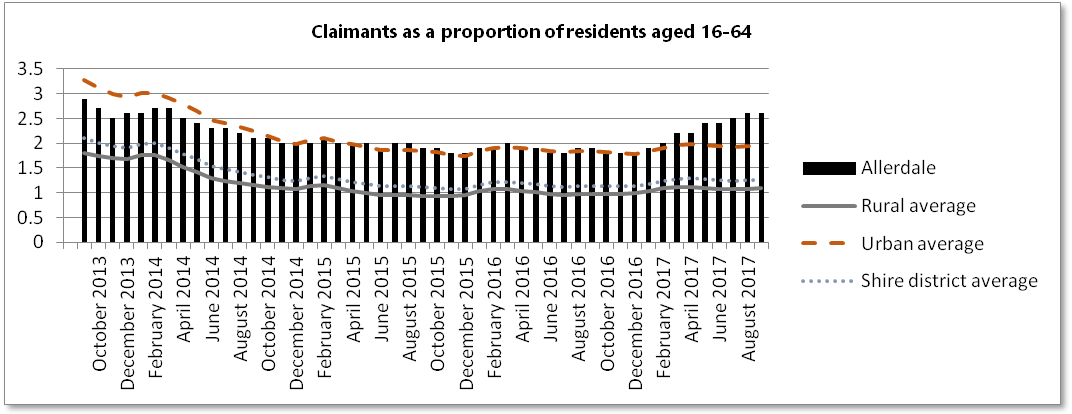 Claimants as a proportion of residents aged 16-64
3.5
3
2.5
2
1.5
1
0.5
0
October 2013
December 2013
February 2014
April 2014
June 2014
August 2014
October 2014
December 2014
February 2015
April 2015
June 2015
August 2015
October 2015
December 2015
February 2016
April 2016
June 2016
August 2016
October 2016
December 2016
February 2017
April 2017
June 2017
August 2017
Allerdale
Rural average
Urban average
Shire district average